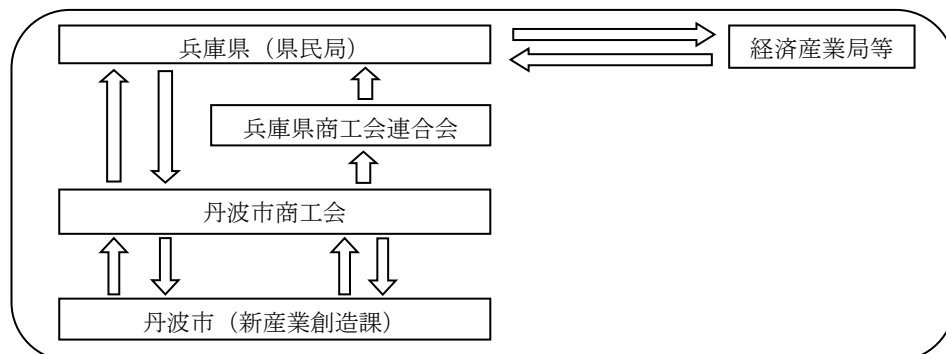 兵庫県（県民局）
経済産業局等
兵庫県商工会連合会
丹波市商工会
丹波市（新産業創造課）